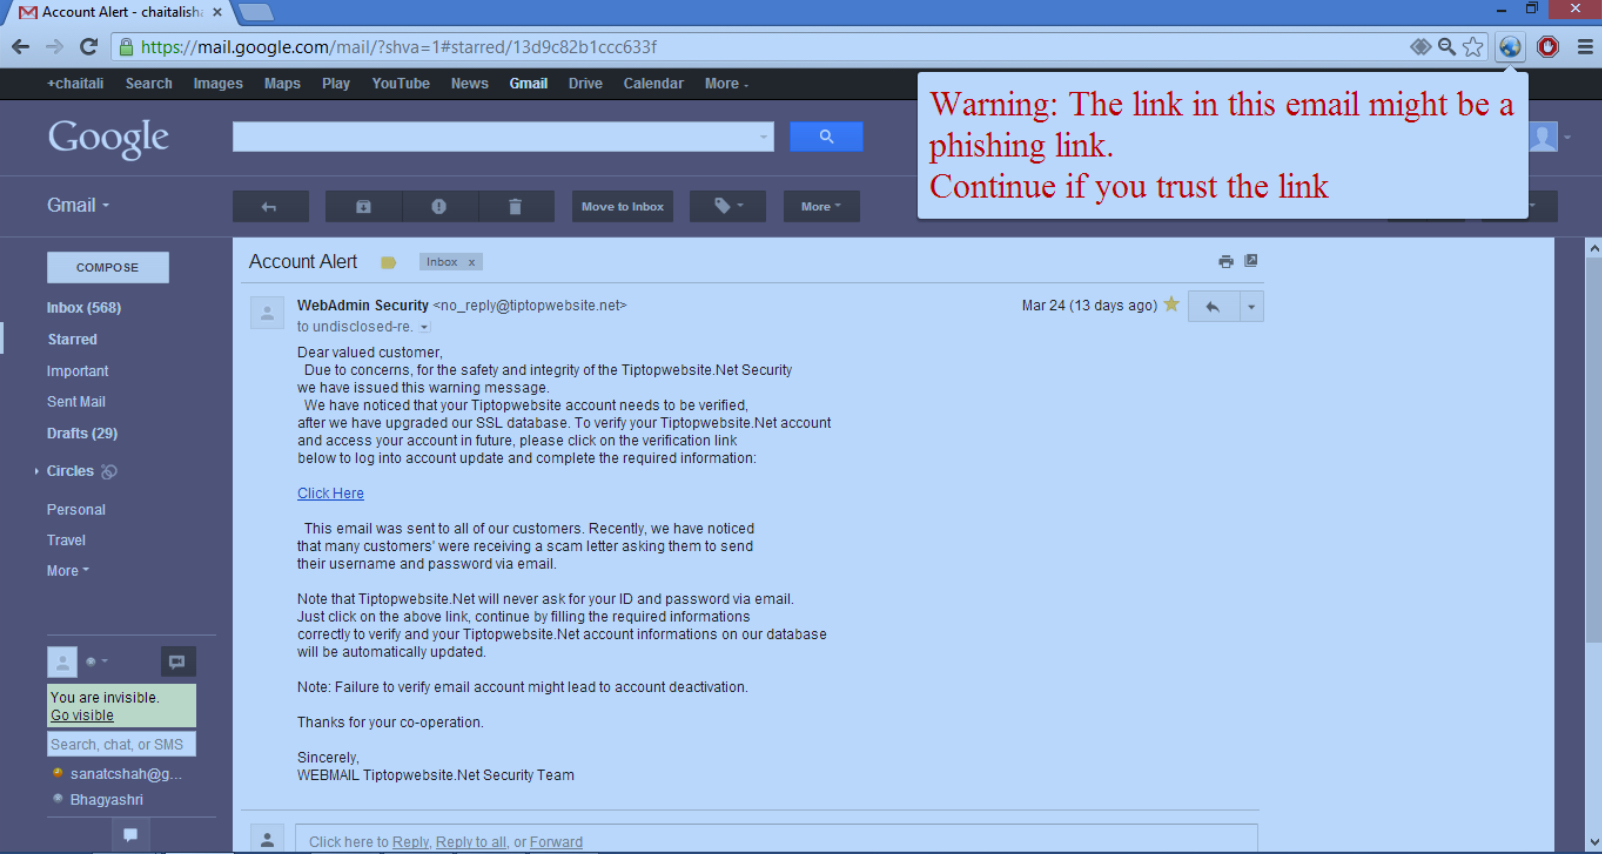 Account Alert - chaitalish
https://mail.google.com/mail/?shva=1#starred/13d9c82b1ccc633f
+chaitali Search Images Maps Play YouTube News Gmail Drive Calendar More
Warning: The link in this email might be a
phishing link.
Continue if you trust the link
Google
Gmail
Move to Inbox
More
COMPOSE
Inbox (568)
Starred
Important
Sent Mail
Drafts (29)
Circles
Personal
Travel
More
You are invisible.
Go visible
Search, chat, or SMS
sanatcshah@g...
Bhagyashri
Account Alert
Inbox x
WebAdmin Security <no_reply@tiptopwebsite.net>
Mar 24 (13 days ago)
to undisclosed-re.
Dear valued customer,
Due to concerns, for the safety and integrity of the Tiptopwebsite.Net Security
we have issued this warning message.
We have noticed that your Tiptopwebsite account needs to be verified,
after we have upgraded our SSL database. To verify your Tiptopwebsite.Net account
and access your account in future, please click on the verification link
below to log into account update and complete the required information:
Click Here
This email was sent to all of our customers. Recently, we have noticed
that many customers' were receiving a scam letter asking them to send
their username and password via email.
Note that Tiptopwebsite.Net will never ask for your ID and password via email.
Just click on the above link, continue by filling the required informations
correctly to verify and your Tiptopwebsite.Net account informations on our database
will be automatically updated.
Note: Failure to verify email account might lead to account deactivation.
Thanks for your co-operation.
Sincerely,
WEBMAIL Tiptopwebsite.Net Security Team
Click here to Reply, Reply to all, or Forward